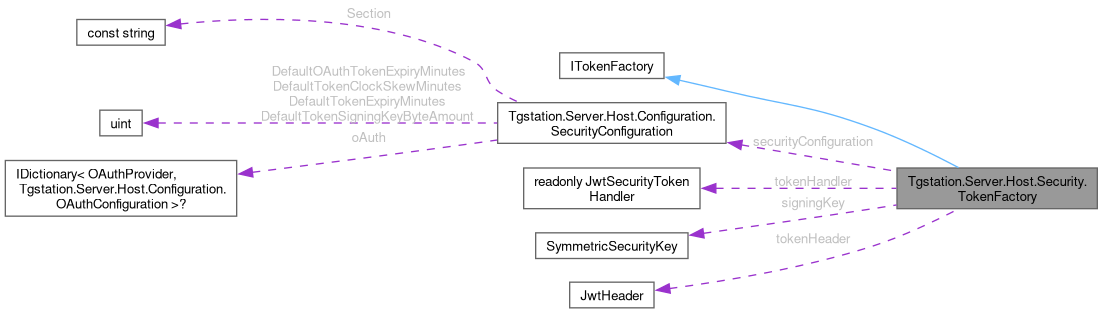 Section
const string
ITokenFactory
DefaultOAuthTokenExpiryMinutes
DefaultTokenClockSkewMinutes
DefaultTokenExpiryMinutes
DefaultTokenSigningKeyByteAmount
uint
Tgstation.Server.Host.Configuration.
SecurityConfiguration
oAuth
securityConfiguration
IDictionary< OAuthProvider,
Tgstation.Server.Host.Configuration.
OAuthConfiguration >?
readonly JwtSecurityToken
Handler
tokenHandler
Tgstation.Server.Host.Security.
TokenFactory
signingKey
SymmetricSecurityKey
tokenHeader
JwtHeader